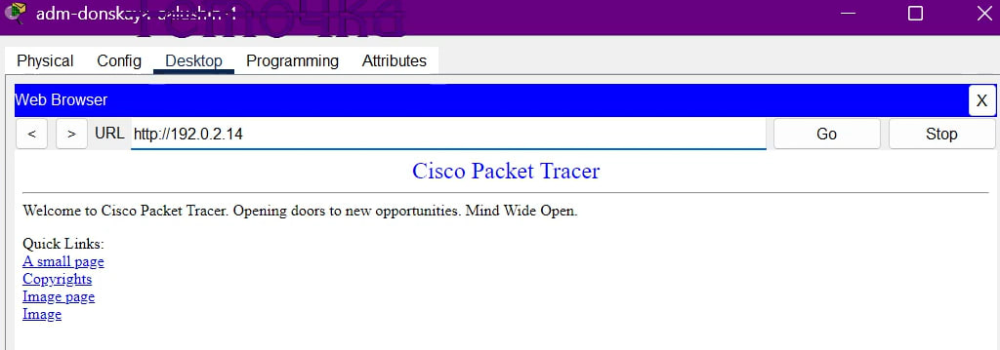 adm-donskaya
Physical Config Desktop Programming Attributes
Web Browser X
< > URL http://192.0.2.14 Go Stop
Cisco Packet Tracer
Welcome to Cisco Packet Tracer. Opening doors to new opportunities. Mind Wide Open.
Quick Links:
A small page
Copyrights
Image page
Image